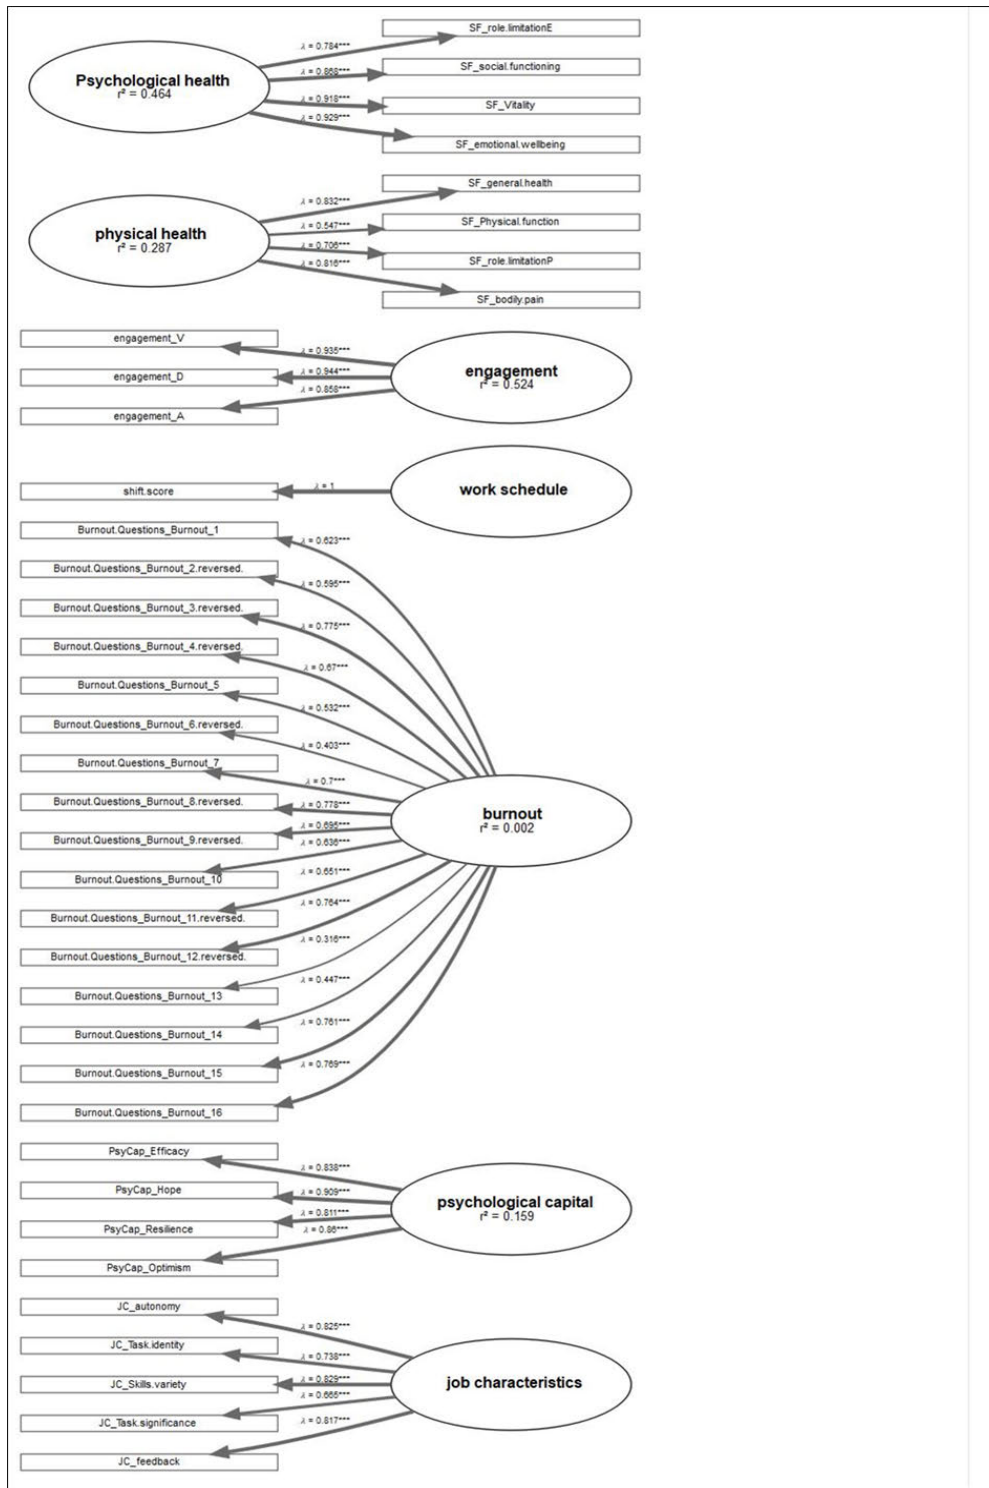 SF_role.limitationE
λ = 0.784***
Psychological health
r² = 0.464
SF_social.functioning
λ = 0.868***
SF_Vitality
λ = 0.918***
λ = 0.929***
SF_emotional.wellbeing
SF_general.health
λ = 0.832***
physical health
r² = 0.287
SF_Physical.function
λ = 0.547***
λ = 0.706***
SF_role.limitationP
λ = 0.816***
SF_bodily.pain
engagement_V
λ = 0.935***
engagement
r² = 0.524
engagement_D
λ = 0.944***
λ = 0.858***
engagement_A
shift.score
λ = 1
work schedule
Burnout.Questions_Burnout_1
λ = 0.623***
Burnout.Questions_Burnout_2.reversed.
λ = 0.595***
Burnout.Questions_Burnout_3.reversed.
λ = 0.775***
Burnout.Questions_Burnout_4.reversed.
λ = 0.67***
Burnout.Questions_Burnout_5
λ = 0.532***
Burnout.Questions_Burnout_6.reversed.
λ = 0.403***
Burnout.Questions_Burnout_7
λ = 0.7***
Burnout.Questions_Burnout_8.reversed.
λ = 0.778***
burnout
r² = 0.002
λ = 0.695***
Burnout.Questions_Burnout_9.reversed.
λ = 0.636***
Burnout.Questions_Burnout_10
λ = 0.651***
Burnout.Questions_Burnout_11.reversed.
λ = 0.764***
Burnout.Questions_Burnout_12.reversed.
λ = 0.316***
Burnout.Questions_Burnout_13
λ = 0.447***
Burnout.Questions_Burnout_14
λ = 0.761***
Burnout.Questions_Burnout_15
λ = 0.769***
Burnout.Questions_Burnout_16
PsyCap_Efficacy
λ = 0.838***
PsyCap_Hope
λ = 0.909***
psychological capital
r² = 0.159
λ = 0.811***
PsyCap_Resilience
λ = 0.86***
PsyCap_Optimism
JC_autonomy
λ = 0.825***
JC_Task.identity
λ = 0.738***
JC_Skills.variety
λ = 0.829***
job characteristics
λ = 0.665***
JC_Task.significance
λ = 0.817***
JC_feedback